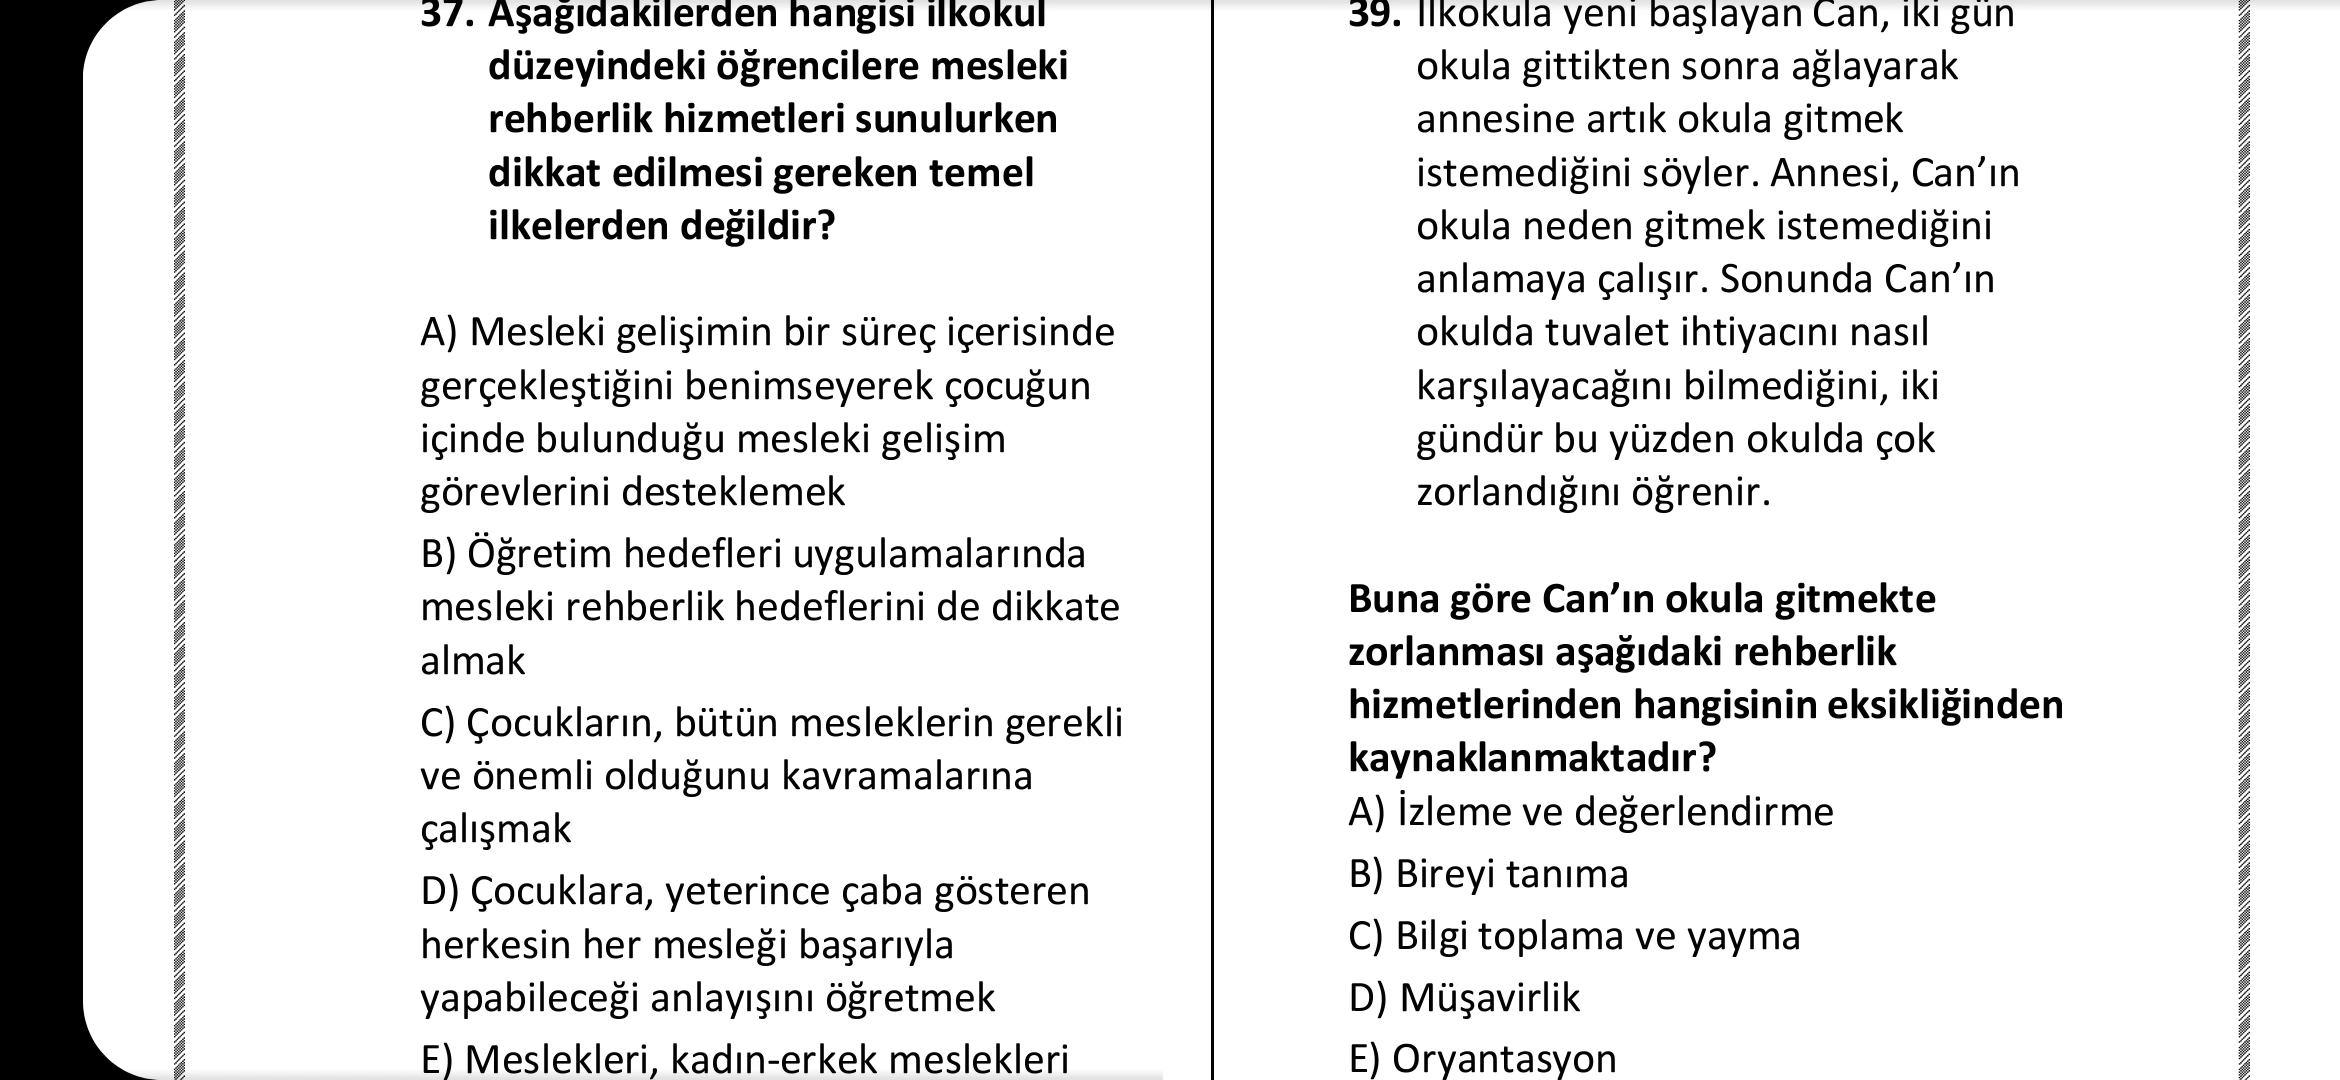 37. Aşağıdakilerden hangisi ilkokul
düzeyindeki öğrencilere mesleki
rehberlik hizmetleri sunulurken
dikkat edilmesi gereken temel
ilkelerden değildir?
A) Mesleki gelişimin bir süreç içerisinde
gerçekleştiğini benimseyerek çocuğun
içinde bulunduğu mesleki gelişim
görevlerini desteklemek
B) Öğretim hedefleri uygulamalarında
mesleki rehberlik hedeflerini de dikkate
almak
C) Çocukların, bütün mesleklerin gerekli
ve önemli olduğunu kavramalarına
çalışmak
D) Çocuklara, yeterince çaba gösteren
herkesin her mesleği başarıyla
yapabileceği anlayışını öğretmek
E) Meslekleri, kadın-erkek meslekleri
39. İlkokula yeni başlayan Can, iki gün
okula gittikten sonra ağlayarak
annesine artık okula gitmek
istemediğini söyler. Annesi, Can’ın
okula neden gitmek istemediğini
anlamaya çalışır. Sonunda Can’ın
okulda tuvalet ihtiyacını nasıl
karşılayacağını bilmediğini, iki
gündür bu yüzden okulda çok
zorlandığını öğrenir.
Buna göre Can’ın okula gitmekte
zorlanması aşağıdaki rehberlik
hizmetlerinden hangisinin eksikliğinden
kaynaklanmaktadır?
A) İzleme ve değerlendirme
B) Bireyi tanıma
C) Bilgi toplama ve yayma
D) Müşavirlik
E) Oryantasyon